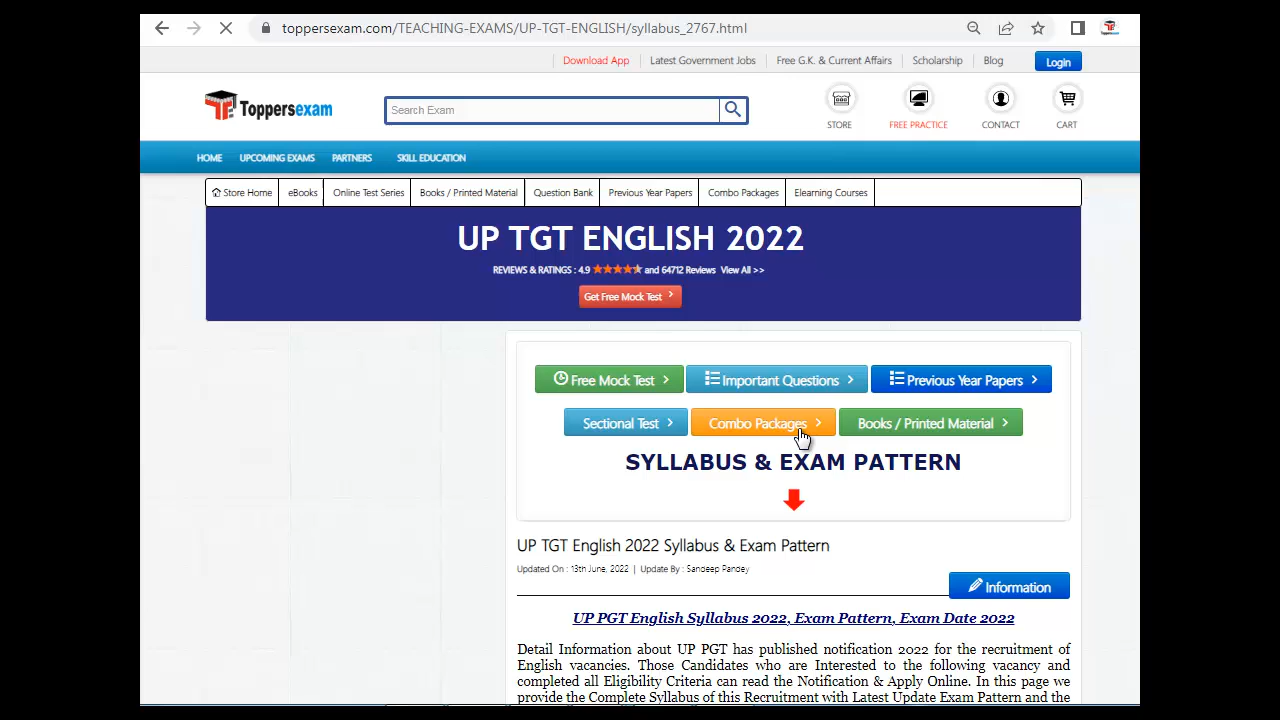 toppersexam.com/TEACHING-EXAMS/UP-TGT-ENGLISH/syllabus_2767.html
Download App Latest Government Jobs Free G.K. & Current Affairs Scholarship Blog Login
Toppersexam Search Exam STORE FREE PRACTICE CONTACT CART
HOME UPCOMING EXAMS PARTNERS SKILL EDUCATION
Store Home eBooks Online Test Series Books / Printed Material Question Bank Previous Year Papers Combo Packages Elearning Courses
UP TGT ENGLISH 2022
REVIEWS & RATINGS : 4.9 and 64712 Reviews View All >>
Get Free Mock Test
Free Mock Test Important Questions Previous Year Papers
Sectional Test Combo Packages Books / Printed Material
SYLLABUS & EXAM PATTERN
UP TGT English 2022 Syllabus & Exam Pattern
Updated On : 13th June, 2022 | Update By : Sandeep Pandey
Information
UP PGT English Syllabus 2022, Exam Pattern, Exam Date 2022
Detail Information about UP PGT has published notification 2022 for the recruitment of
English vacancies. Those Candidates who are Interested to the following vacancy and
completed all Eligibility Criteria can read the Notification & Apply Online. In this page we
provide the Complete Syllabus of this Recruitment with Latest Update Exam Pattern and the